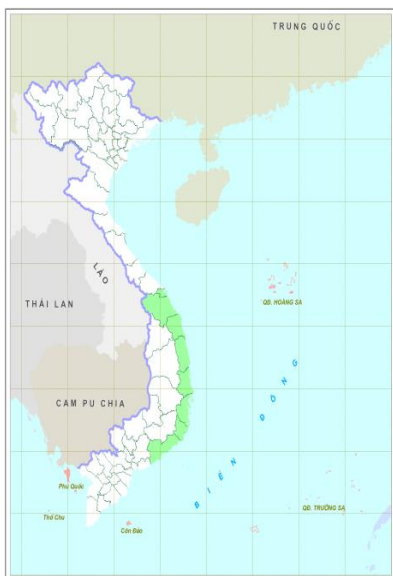 TRUNG QUỐC
LÀO
THÁI LAN
QĐ. HOÀNG SA
CAM PU CHIA
BIỂN ĐÔNG
Phú Quốc
Thổ Chu
Côn Đảo
QĐ. TRƯỜNG SA